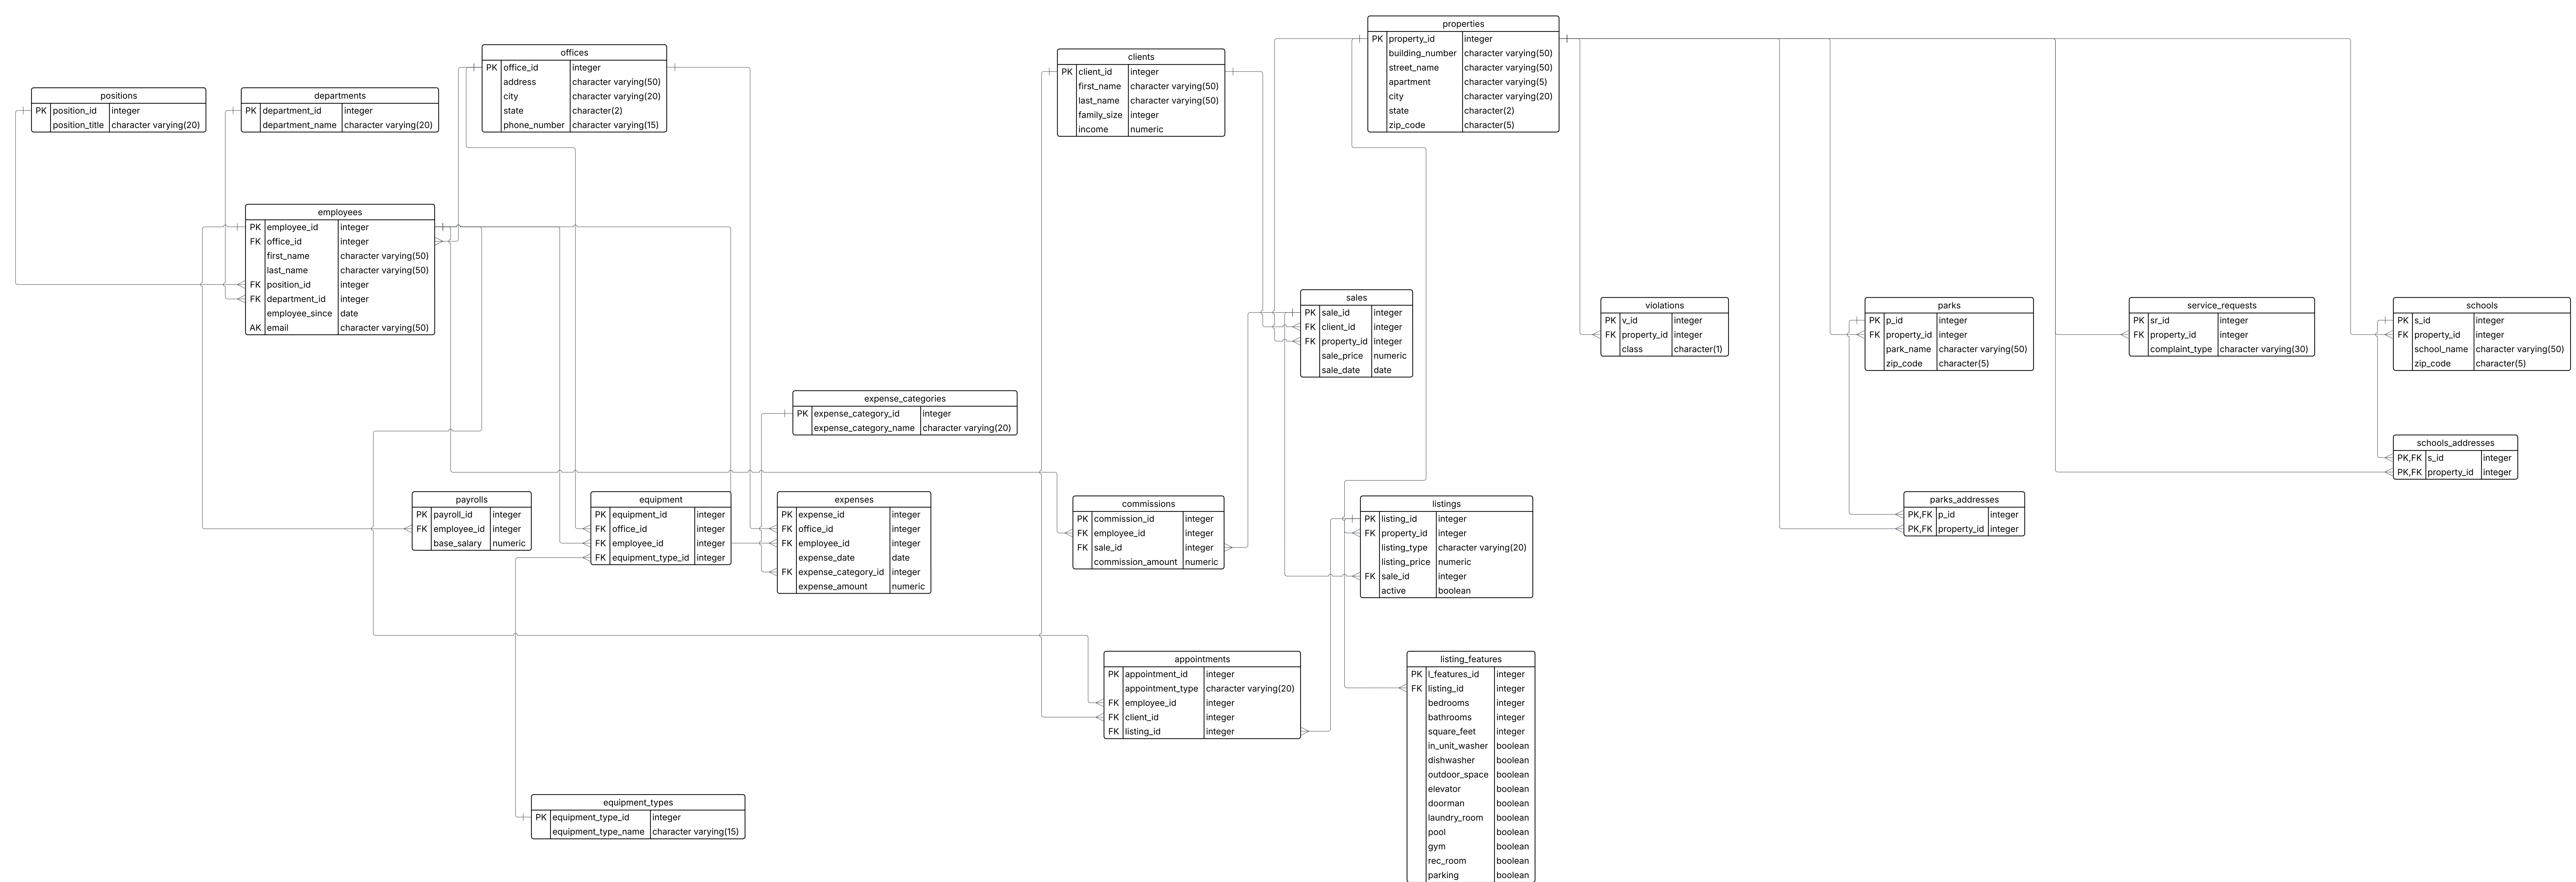 properties
PK property_id integer
building_number character varying(50)
street_name character varying(50)
apartment character varying(5)
city character varying(20)
state character(2)
zip_code character(5)
offices
PK office_id integer
address character varying(50)
city character varying(20)
state character(2)
phone_number character varying(15)
clients
PK client_id integer
first_name character varying(50)
last_name character varying(50)
family_size integer
income numeric
positions
PK position_id integer
position_title character varying(20)
departments
PK department_id integer
department_name character varying(20)
employees
PK employee_id integer
FK office_id integer
first_name character varying(50)
last_name character varying(50)
FK position_id integer
FK department_id integer
employee_since date
AK email character varying(50)
sales
PK sale_id integer
FK client_id integer
FK property_id integer
sale_price numeric
sale_date date
violations
PK v_id integer
FK property_id integer
class character(1)
parks
PK p_id integer
FK property_id integer
park_name character varying(50)
zip_code character(5)
service_requests
PK sr_id integer
FK property_id integer
complaint_type character varying(30)
schools
PK s_id integer
FK property_id integer
school_name character varying(50)
zip_code character(5)
expense_categories
PK expense_category_id integer
expense_category_name character varying(20)
schools_addresses
PK,FK s_id integer
PK,FK property_id integer
payrolls
PK payroll_id integer
FK employee_id integer
base_salary numeric
equipment
PK equipment_id integer
FK office_id integer
FK employee_id integer
FK equipment_type_id integer
expenses
PK expense_id integer
FK office_id integer
FK employee_id integer
expense_date date
FK expense_category_id integer
expense_amount numeric
commissions
PK commission_id integer
FK employee_id integer
FK sale_id integer
commission_amount numeric
listings
PK listing_id integer
FK property_id integer
listing_type character varying(20)
listing_price numeric
FK sale_id integer
active boolean
parks_addresses
PK,FK p_id integer
PK,FK property_id integer
appointments
PK appointment_id integer
appointment_type character varying(20)
FK employee_id integer
FK client_id integer
FK listing_id integer
listing_features
PK l_features_id integer
FK listing_id integer
bedrooms integer
bathrooms integer
square_feet integer
in_unit_washer boolean
dishwasher boolean
outdoor_space boolean
elevator boolean
doorman boolean
laundry_room boolean
pool boolean
gym boolean
rec_room boolean
parking boolean
equipment_types
PK equipment_type_id integer
equipment_type_name character varying(15)